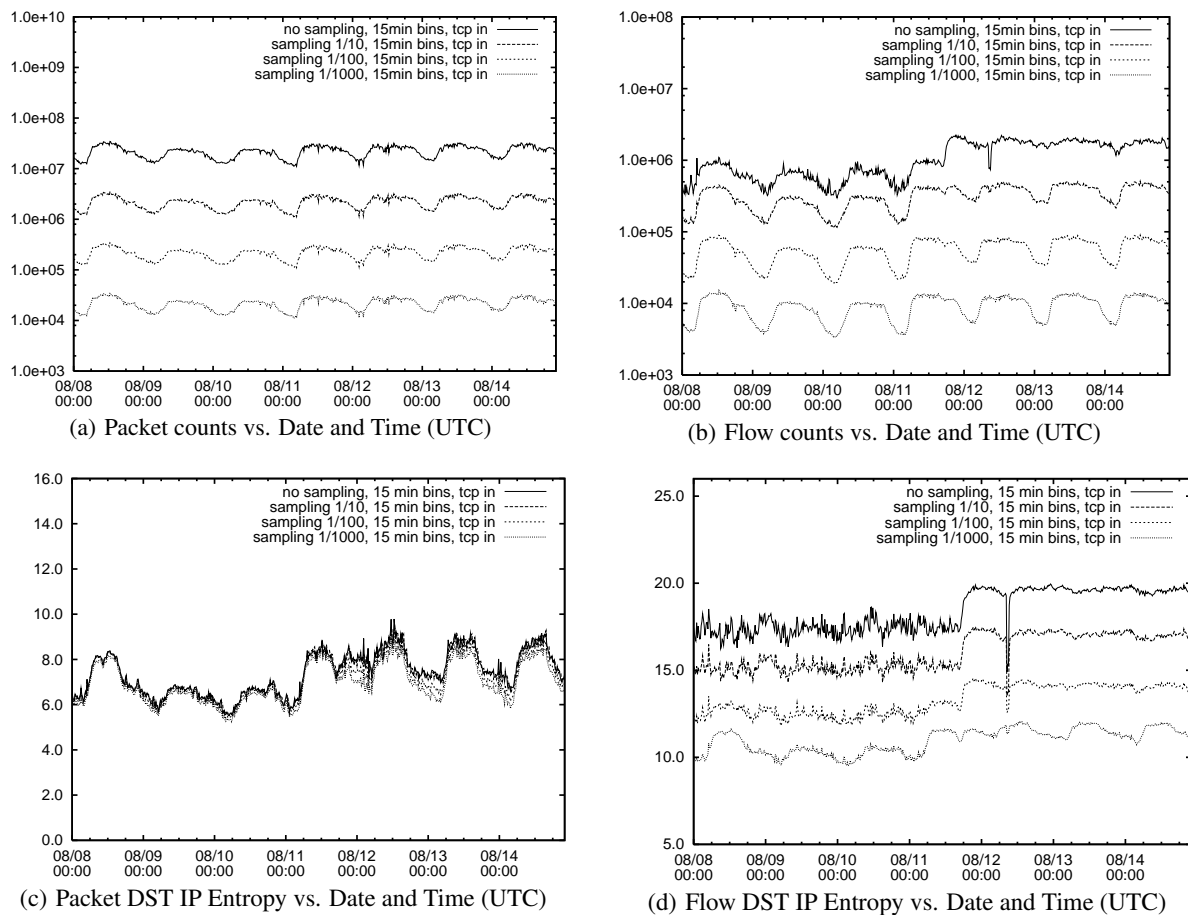 1.0e+10
1.0e+09
1.0e+08
1.0e+07
1.0e+06
1.0e+05
1.0e+04
1.0e+03
no sampling, 15min bins, tcp in
sampling 1/10, 15min bins, tcp in
sampling 1/100, 15min bins, tcp in
sampling 1/1000, 15min bins, tcp in
08/08 08/09 08/10 08/11 08/12 08/13 08/14
00:00 00:00 00:00 00:00 00:00 00:00 00:00
(a) Packet counts vs. Date and Time (UTC)
1.0e+08
1.0e+07
1.0e+06
1.0e+05
1.0e+04
1.0e+03
no sampling, 15min bins, tcp in
sampling 1/10, 15min bins, tcp in
sampling 1/100, 15min bins, tcp in
sampling 1/1000, 15min bins, tcp in
08/08 08/09 08/10 08/11 08/12 08/13 08/14
00:00 00:00 00:00 00:00 00:00 00:00 00:00
(b) Flow counts vs. Date and Time (UTC)
16.0
14.0
12.0
10.0
8.0
6.0
4.0
2.0
0.0
no sampling, 15 min bins, tcp in
sampling 1/10, 15 min bins, tcp in
sampling 1/100, 15 min bins, tcp in
sampling 1/1000, 15 min bins, tcp in
08/08 08/09 08/10 08/11 08/12 08/13 08/14
00:00 00:00 00:00 00:00 00:00 00:00 00:00
(c) Packet DST IP Entropy vs. Date and Time (UTC)
25.0
20.0
15.0
10.0
5.0
no sampling, 15 min bins, tcp in
sampling 1/10, 15 min bins, tcp in
sampling 1/100, 15 min bins, tcp in
sampling 1/1000, 15 min bins, tcp in
08/08 08/09 08/10 08/11 08/12 08/13 08/14
00:00 00:00 00:00 00:00 00:00 00:00 00:00
(d) Flow DST IP Entropy vs. Date and Time (UTC)